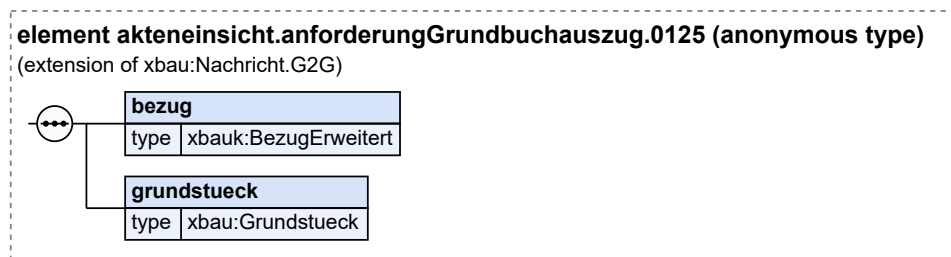 element akteneinsicht.anforderungGrundbuchauszug.0125 (anonymous type)
(extension of xbau:Nachricht.G2G)
bezug
type xbauk:BezugErweitert
grundstueck
type xbau:Grundstueck